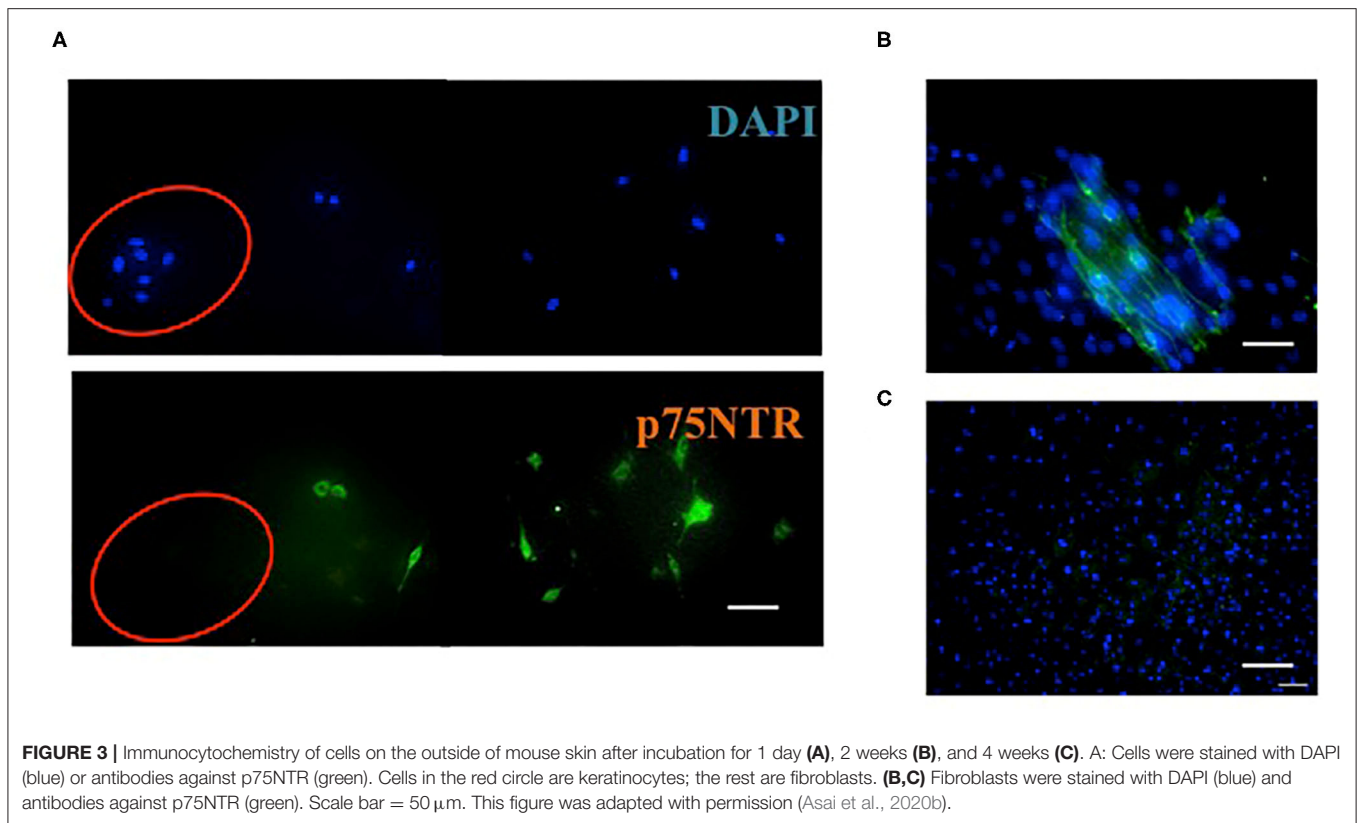 A
B
DAPI
p75NTR
C
FIGURE 3 | Immunocytochemistry of cells on the outside of mouse skin after incubation for 1 day (A), 2 weeks (B), and 4 weeks (C). A: Cells were stained with DAPI
(blue) or antibodies against p75NTR (green). Cells in the red circle are keratinocytes; the rest are fibroblasts. (B,C) Fibroblasts were stained with DAPI (blue) and
antibodies against p75NTR (green). Scale bar = 50 μm. This figure was adapted with permission (Asai et al., 2020b).